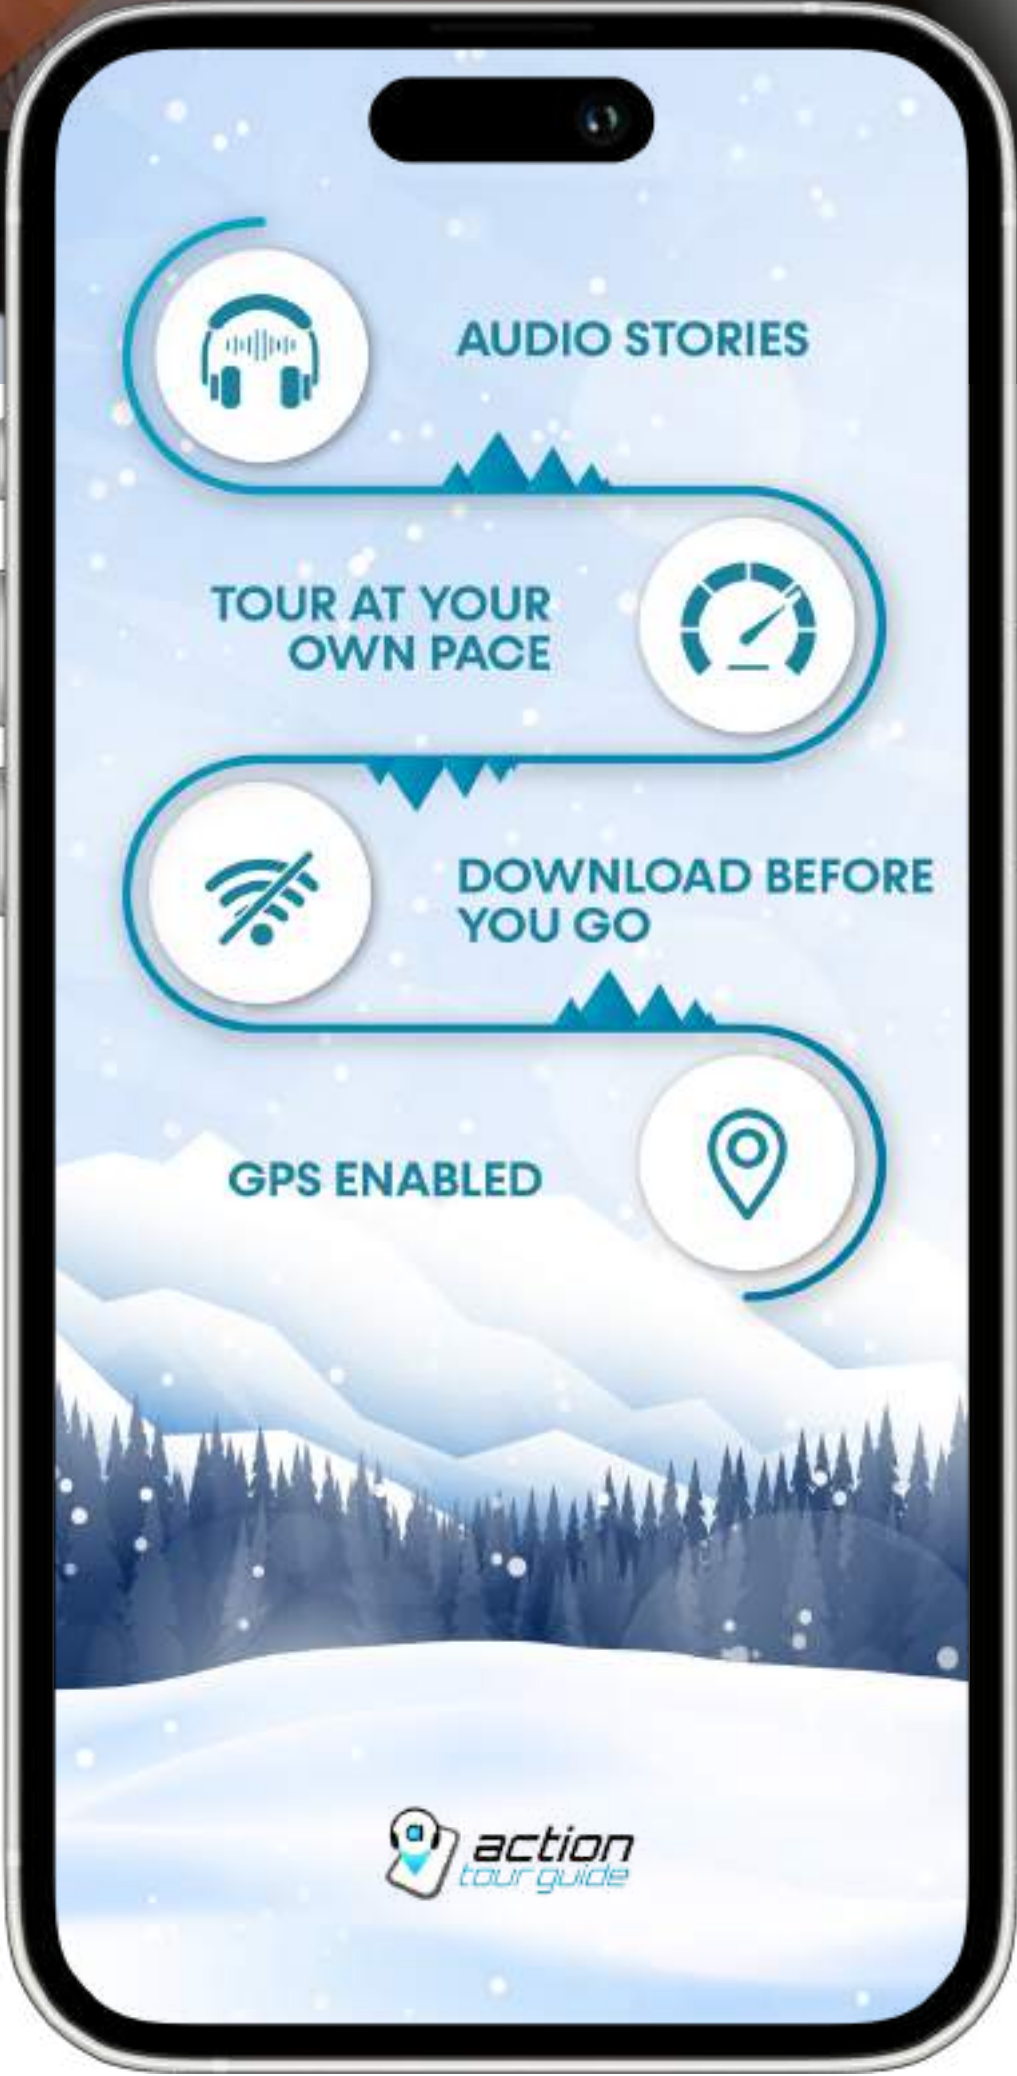 AUDIO STORIES
TOUR AT YOUR
OWN PACE
DOWNLOAD BEFORE
YOU GO
GPS ENABLED
a action
tour guide